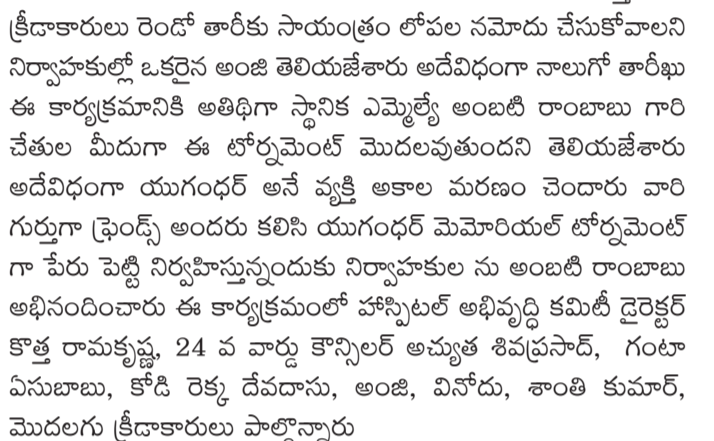 క్రీడాకారులు రెండో తారీకు సాయంత్రం లోపల నమోదు చేసుకోవాలని
నిర్వాహకుల్లో ఒకరైన అంజి తెలియజేశారు అదేవిధంగా నాలుగో తారీఖు
ఈ కార్యక్రమానికి అతిథిగా స్థానిక ఎమ్మెల్యే అంబటి రాంబాబు గారి
చేతుల మీదుగా ఈ టోర్నమెంట్ మొదలవుతుందని తెలియజేశారు
అదేవిధంగా యుగంధర్ అనే వ్యక్తి అకాల మరణం చెందారు వారి
గుర్తుగా ఫ్రెండ్స్ అందరు కలిసి యుగంధర్ మెమోరియల్ టోర్నమెంట్
గా పేరు పెట్టి నిర్వహిస్తున్నందుకు నిర్వాహకుల ను అంబటి రాంబాబు
అభినందించారు ఈ కార్యక్రమంలో హాస్పిటల్ అభివృద్ధి కమిటీ డైరెక్టర్
కొత్త రామకృష్ణ, 24 వ వార్డు కౌన్సిలర్ అచ్యుత శివప్రసాద్, గంటా
ఏసుబాబు, కోడి రెక్క దేవదాసు, అంజి, వినోదు, శాంతి కుమార్,
మొదలగు క్రీడాకారులు పాల్గొన్నారు